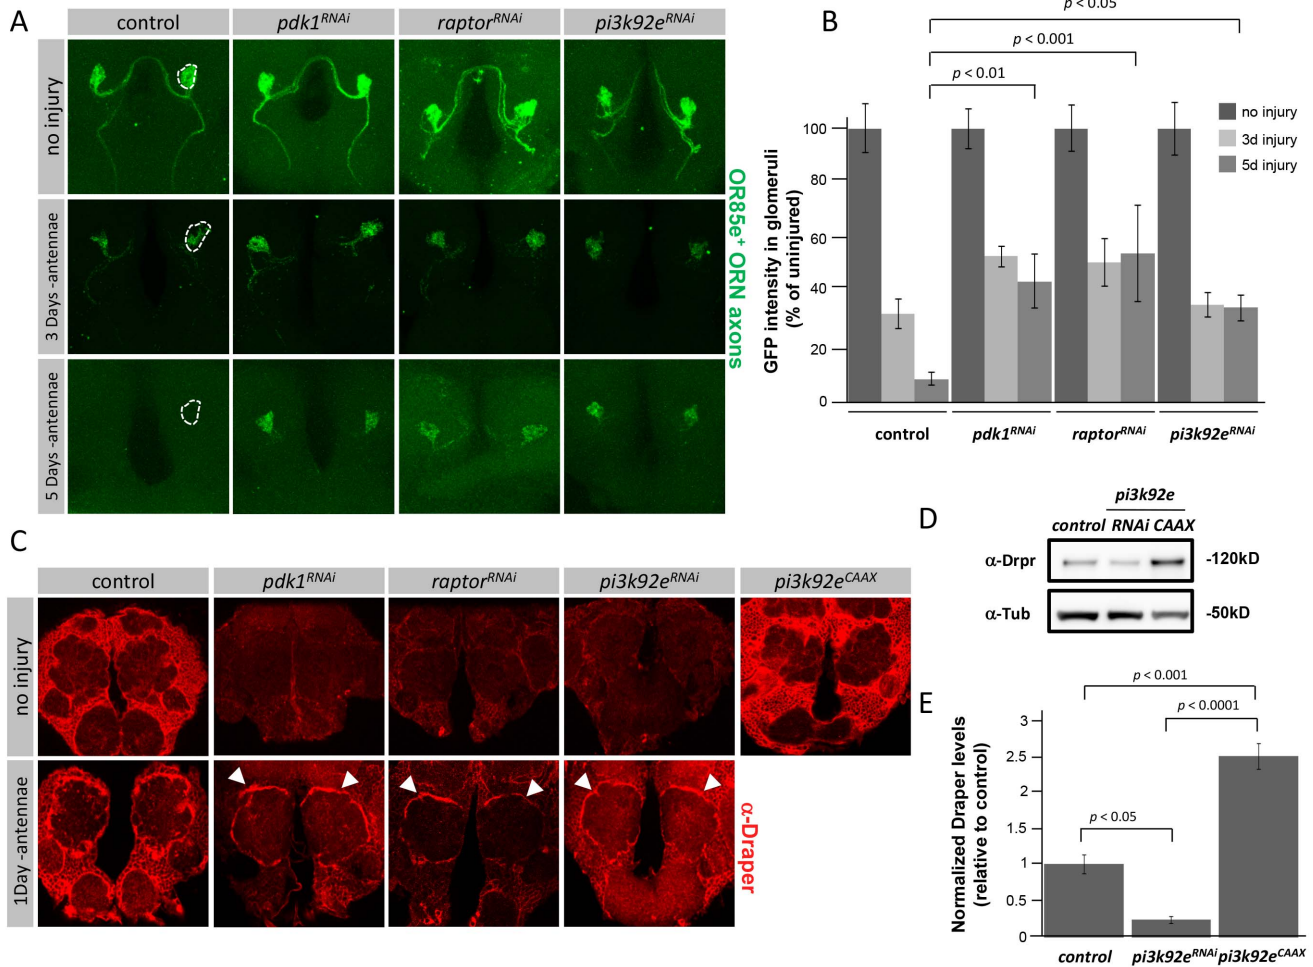 A
control
pdk1RNAi
raptorRNAi
pi3k92eRNAi
no injury
3 Days -antennae
5 Days -antennae
OR85e+ ORN axons
B
p < 0.05
p < 0.001
p < 0.01
no injury
3d injury
5d injury
GFP intensity in glomeruli
(% of uninjured)
100
80
60
40
20
0
control
pdk1RNAi
raptorRNAi
pi3k92eRNAi
C
control
pdk1RNAi
raptorRNAi
pi3k92eRNAi
pi3k92eCAAX
no injury
1Day -antennae
α-Draper
D
pi3k92e
control RNAi CAAX
α-Drpr
-120kD
α-Tub
-50kD
E
p < 0.001
p < 0.0001
p < 0.05
Normalized Draper levels
(relative to control)
3
2.5
2
1.5
1
0.5
0
control
pi3k92eRNAi
pi3k92eCAAX